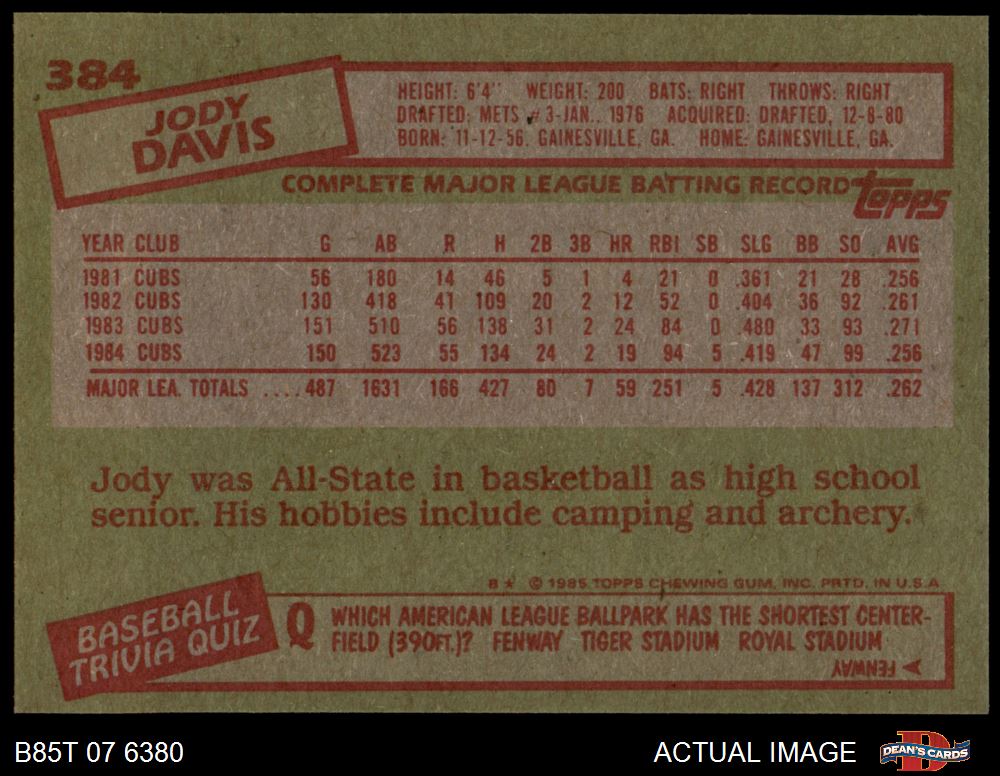 384
JODY
DAVIS
HEIGHT: 6'4" WEIGHT: 200 BATS: RIGHT THROWS: RIGHT
DRAFTED: METS #3-JAN., 1976 ACQUIRED: DRAFTED, 12-8-80
BORN: 11-12-56, GAINESVILLE, GA. HOME: GAINESVILLE, GA.
COMPLETE MAJOR LEAGUE BATTING RECORD topps
YEAR CLUB G AB R H 2B 3B HR RBI SB SLG BB SO AVG
1981 CUBS 56 180 14 46 5 1 4 21 0 .361 21 28 .256
1982 CUBS 130 418 41 109 20 2 12 52 0 .404 36 92 .261
1983 CUBS 151 510 56 138 31 2 24 84 0 .480 33 93 .271
1984 CUBS 150 523 55 134 24 2 19 94 5 .419 47 99 .256
MAJOR LEA. TOTALS ....487 1631 166 427 80 7 59 251 5 .428 137 312 .262
Jody was All-State in basketball as high school
senior. His hobbies include camping and archery.
B★ © 1985 TOPPS CHEWING GUM, INC. PRTD. IN U.S.A
BASEBALL
TRIVIA QUIZ
Q WHICH AMERICAN LEAGUE BALLPARK HAS THE SHORTEST CENTER-
FIELD (390FT.)? FENWAY TIGER STADIUM ROYAL STADIUM
A FENWAY
B85T 07 6380
ACTUAL IMAGE
D
DEAN'S CARDS